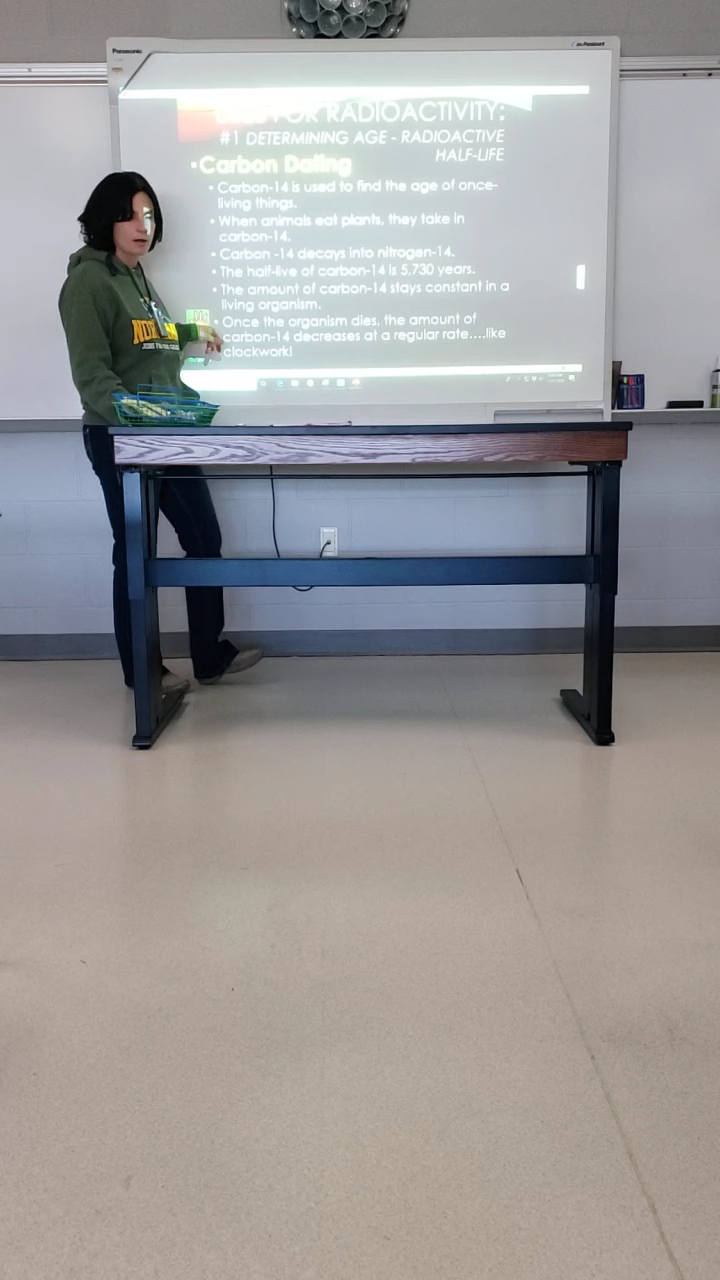 Panasonic
FOR RADIOACTIVITY:
#1 DETERMINING AGE - RADIOACTIVE
HALF-LIFE
•Carbon Dating
• Carbon-14 is used to find the age of once-
living things.
• When animals eat plants, they take in
carbon-14.
• Carbon -14 decays into nitrogen-14.
• The half-live of carbon-14 is 5,730 years.
• The amount of carbon-14 stays constant in a
living organism.
• Once the organism dies, the amount of
carbon-14 decreases at a regular rate....like
clockwork!